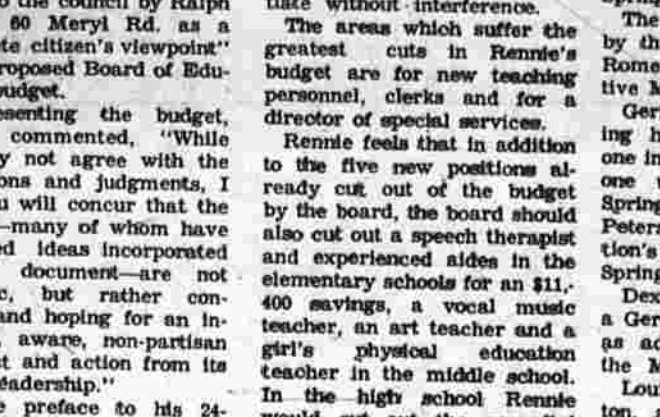 the council by Ralph
60 Meryl Rd. as a
te citizen's viewpoint"
roposed Board of Edu-
udget.
esenting the budget,
commented, "While
y not agree with the
ons and judgments, I
u will concur that the
—many of whom have
ed ideas incorporated
document—are not
c, but rather con-
and hoping for an in-
aware, non-partisan
t and action from its
eadership."
e preface to his 24-
without interference.
The areas which suffer the
greatest cuts in Rennie's
budget are for new teaching
personnel, clerks and for a
director of special services.
Rennie feels that in addition
to the five new positions al-
ready cut out of the budget
by the board, the board should
also cut out a speech therapist
and experienced aides in the
elementary schools for an $11,-
400 savings, a vocal music
teacher, an art teacher and a
girl's physical education
teacher in the middle school.
In the high school Rennie
would cut out
The
by th
Rome
tive M
Ger
ing h
one in
one
Spring
Peters
tion's
Spring
Dex
a Ger
as ad
the M
Lou
ton.